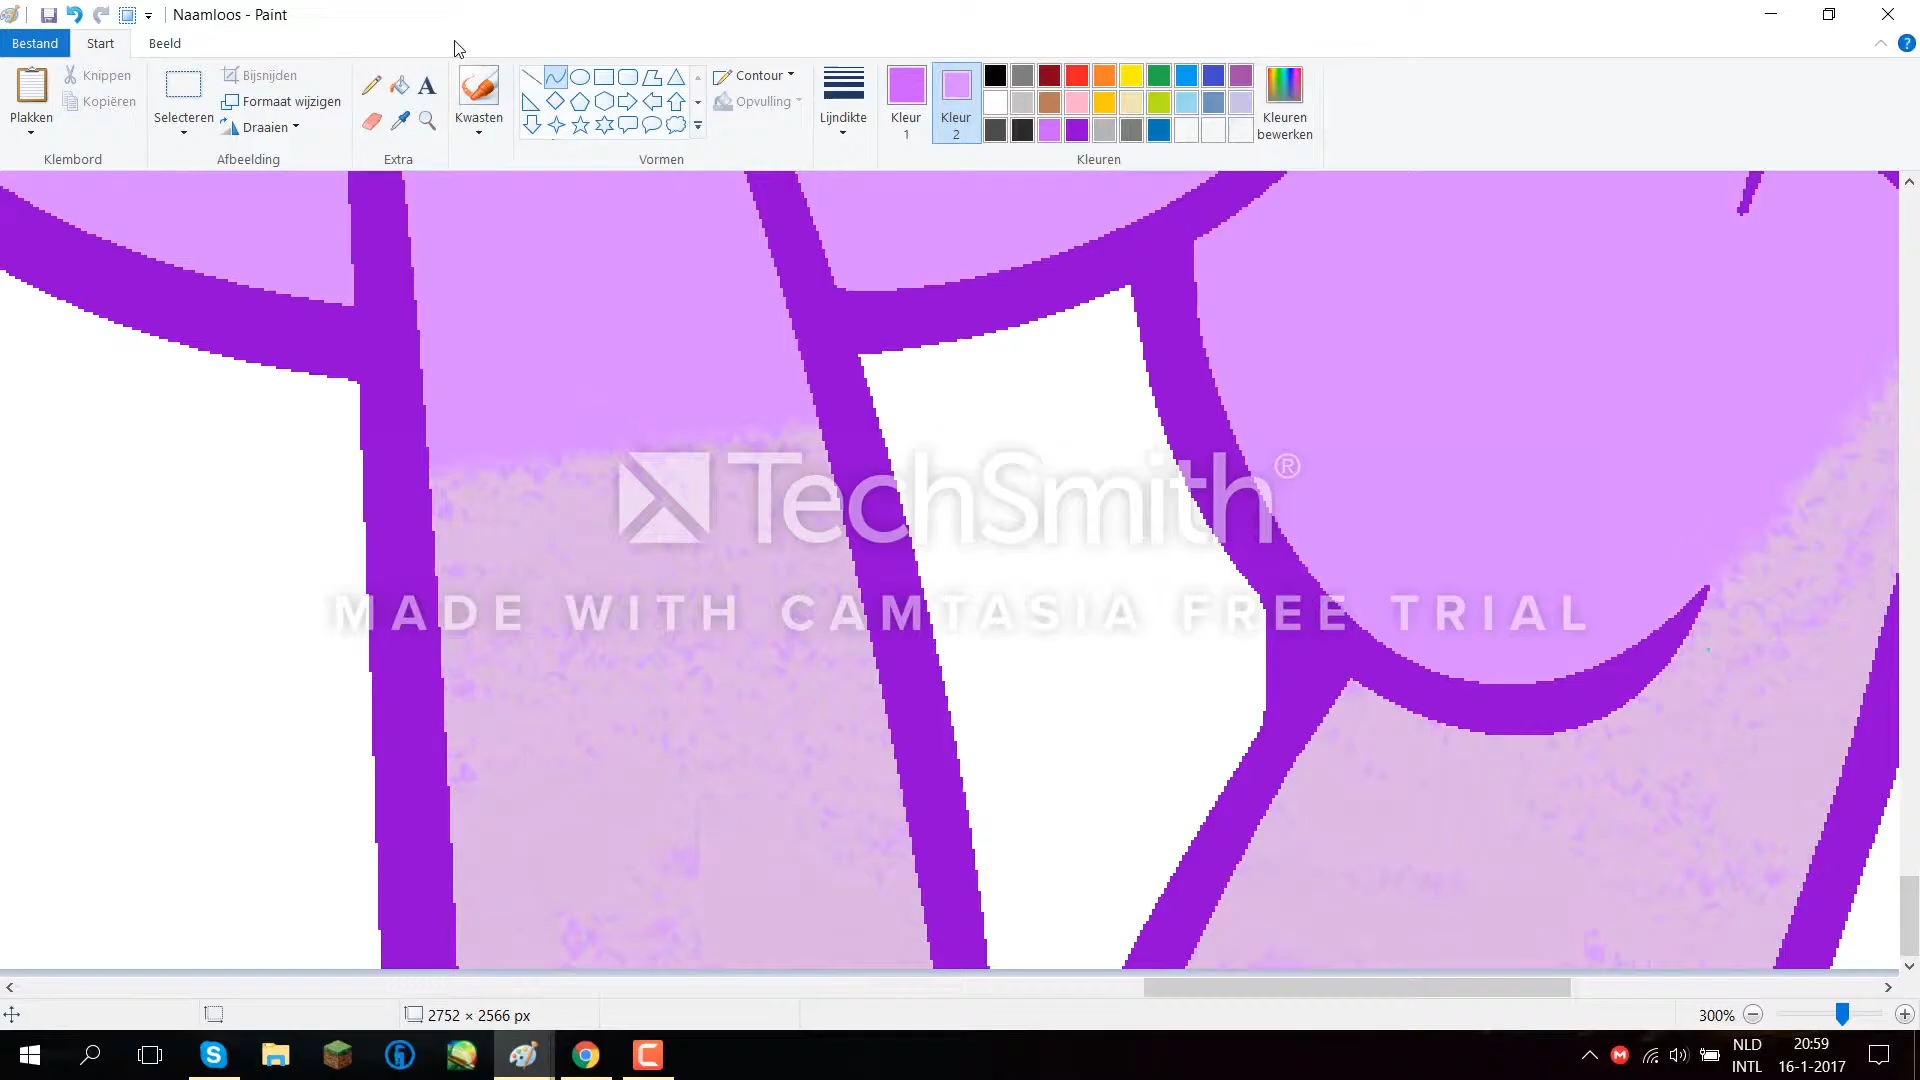 Naamloos - Paint
Bestand Start Beeld
Plakken
Knippen
Kopiëren
Klembord
Selecteren
Bijsnijden
Formaat wijzigen
Draaien
Afbeelding
A
Extra
Kwasten
Contour
Opvulling
Vormen
Lijndikte
Kleur 1
Kleur 2
Kleuren bewerken
Kleuren
TechSmith®
MADE WITH CAMTASIA FREE TRIAL
2752 × 2566 px
300%
NLD
INTL
20:59
16-1-2017